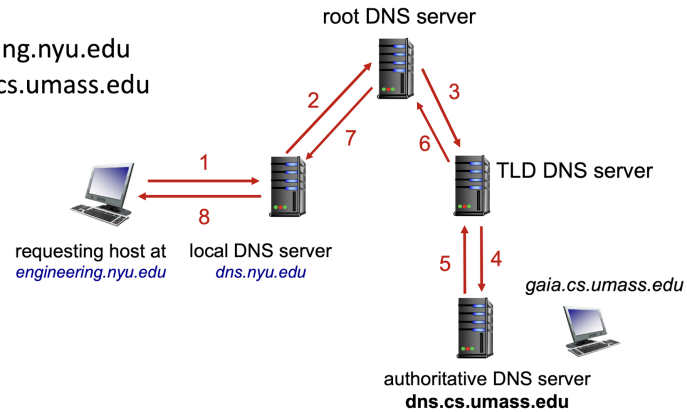 root DNS server
ng.nyu.edu
cs.umass.edu
2
3
7
6
1
TLD DNS server
8
requesting host at
engineering.nyu.edu
local DNS server
dns.nyu.edu
5
4
gaia.cs.umass.edu
authoritative DNS server
dns.cs.umass.edu